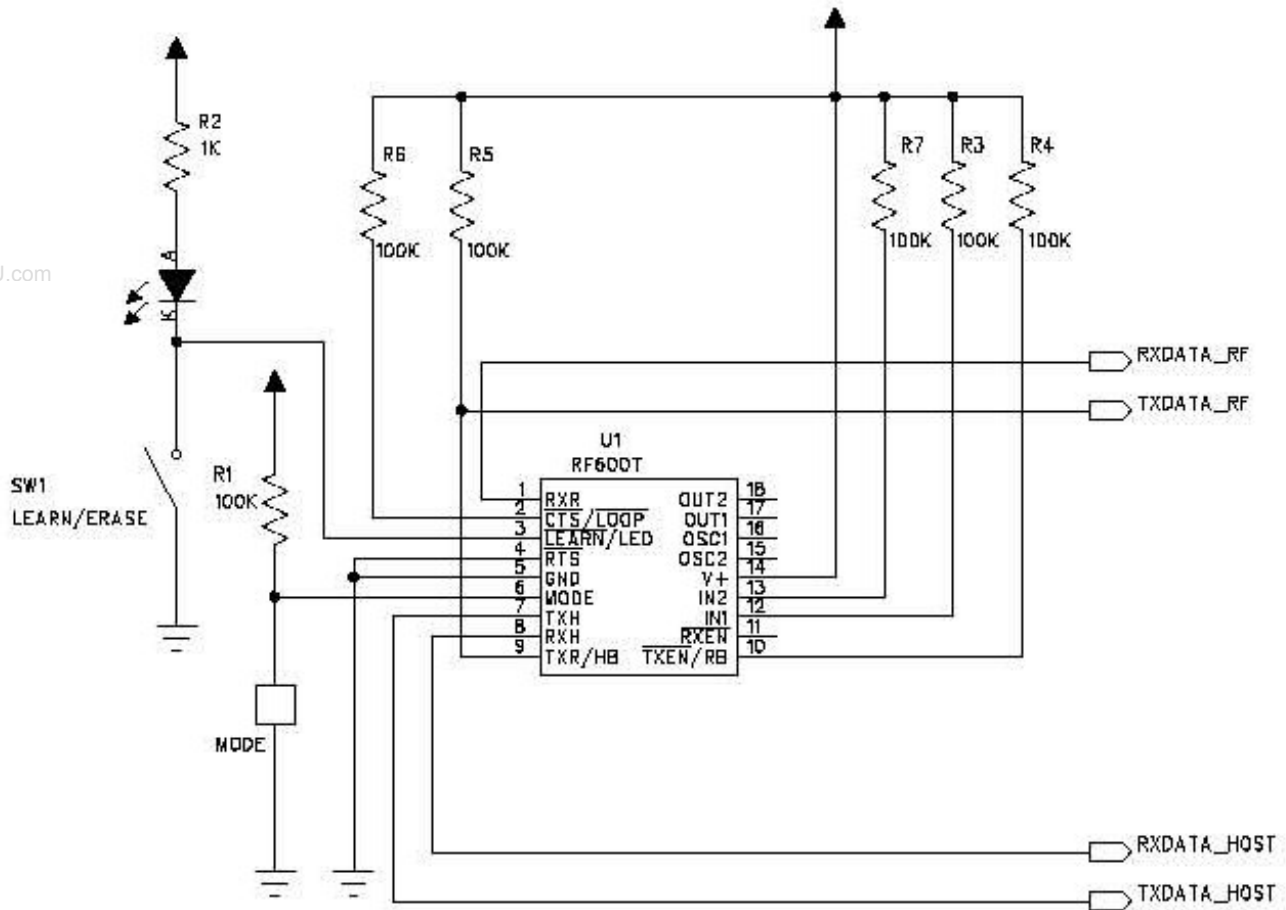 R2
1K
A
K
J.com
SW1
LEARN/ERASE
R1
100K
MODE
R6
100K
R5
100K
R7
100K
R3
100K
R4
100K
RXDATA_RF
TXDATA_RF
U1
RF600T
1 RXR
2 CTS/LOOP
3 LEARN/LED
4 RTS
5 GND
6 MODE
7 TXH
8 RXH
9 TXR/HB
OUT2 18
OUT1 17
OSC1 16
OSC2 15
V+ 14
IN2 13
IN1 12
RXEN 11
TXEN/RB 10
RXDATA_HOST
TXDATA_HOST